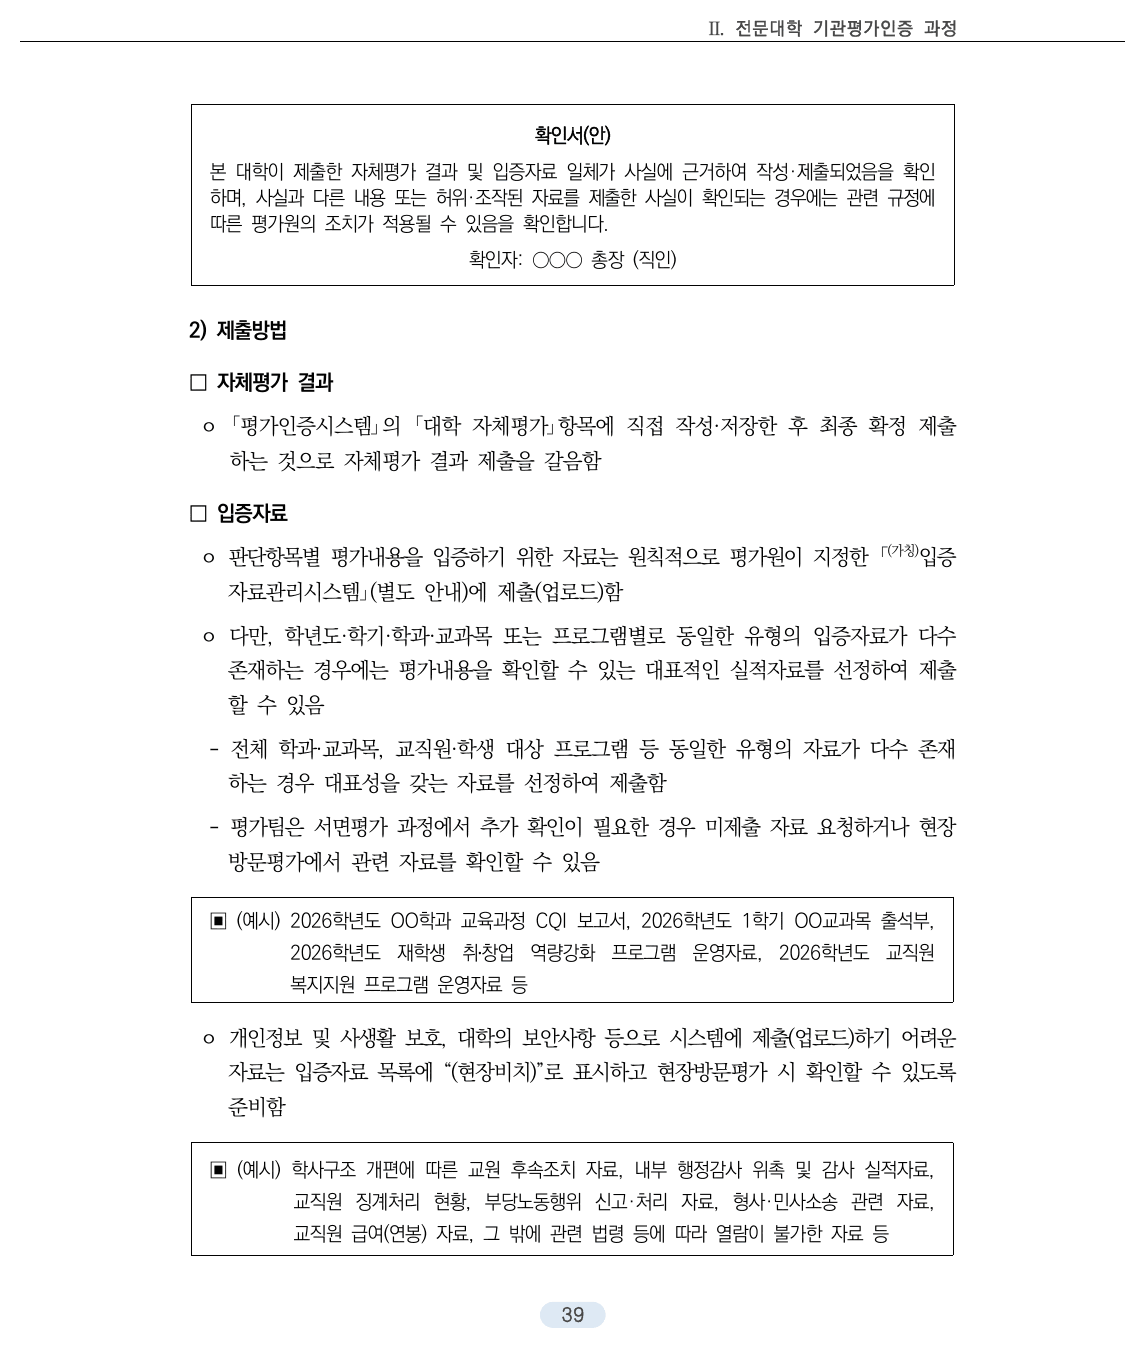 Ⅱ. 전문대학 기관평가인증 과정
확인서(안)
본 대학이 제출한 자체평가 결과 및 입증자료 일체가 사실에 근거하여 작성·제출되었음을 확인
하며, 사실과 다른 내용 또는 허위·조작된 자료를 제출한 사실이 확인되는 경우에는 관련 규정에
따른 평가원의 조치가 적용될 수 있음을 확인합니다.
확인자: ○○○ 총장 (직인)
2) 제출방법
□ 자체평가 결과
ㅇ 「평가인증시스템」의 「대학 자체평가」항목에 직접 작성·저장한 후 최종 확정 제출
하는 것으로 자체평가 결과 제출을 갈음함
□ 입증자료
ㅇ 판단항목별 평가내용을 입증하기 위한 자료는 원칙적으로 평가원이 지정한 「(가칭)입증
자료관리시스템」(별도 안내)에 제출(업로드)함
ㅇ 다만, 학년도·학기·학과·교과목 또는 프로그램별로 동일한 유형의 입증자료가 다수
존재하는 경우에는 평가내용을 확인할 수 있는 대표적인 실적자료를 선정하여 제출
할 수 있음
- 전체 학과·교과목, 교직원·학생 대상 프로그램 등 동일한 유형의 자료가 다수 존재
하는 경우 대표성을 갖는 자료를 선정하여 제출함
- 평가팀은 서면평가 과정에서 추가 확인이 필요한 경우 미제출 자료 요청하거나 현장
방문평가에서 관련 자료를 확인할 수 있음
▣ (예시) 2026학년도 OO학과 교육과정 CQI 보고서, 2026학년도 1학기 OO교과목 출석부,
2026학년도 재학생 취·창업 역량강화 프로그램 운영자료, 2026학년도 교직원
복지지원 프로그램 운영자료 등
ㅇ 개인정보 및 사생활 보호, 대학의 보안사항 등으로 시스템에 제출(업로드)하기 어려운
자료는 입증자료 목록에 “(현장비치)”로 표시하고 현장방문평가 시 확인할 수 있도록
준비함
▣ (예시) 학사구조 개편에 따른 교원 후속조치 자료, 내부 행정감사 위촉 및 감사 실적자료,
교직원 징계처리 현황, 부당노동행위 신고·처리 자료, 형사·민사소송 관련 자료,
교직원 급여(연봉) 자료, 그 밖에 관련 법령 등에 따라 열람이 불가한 자료 등
39